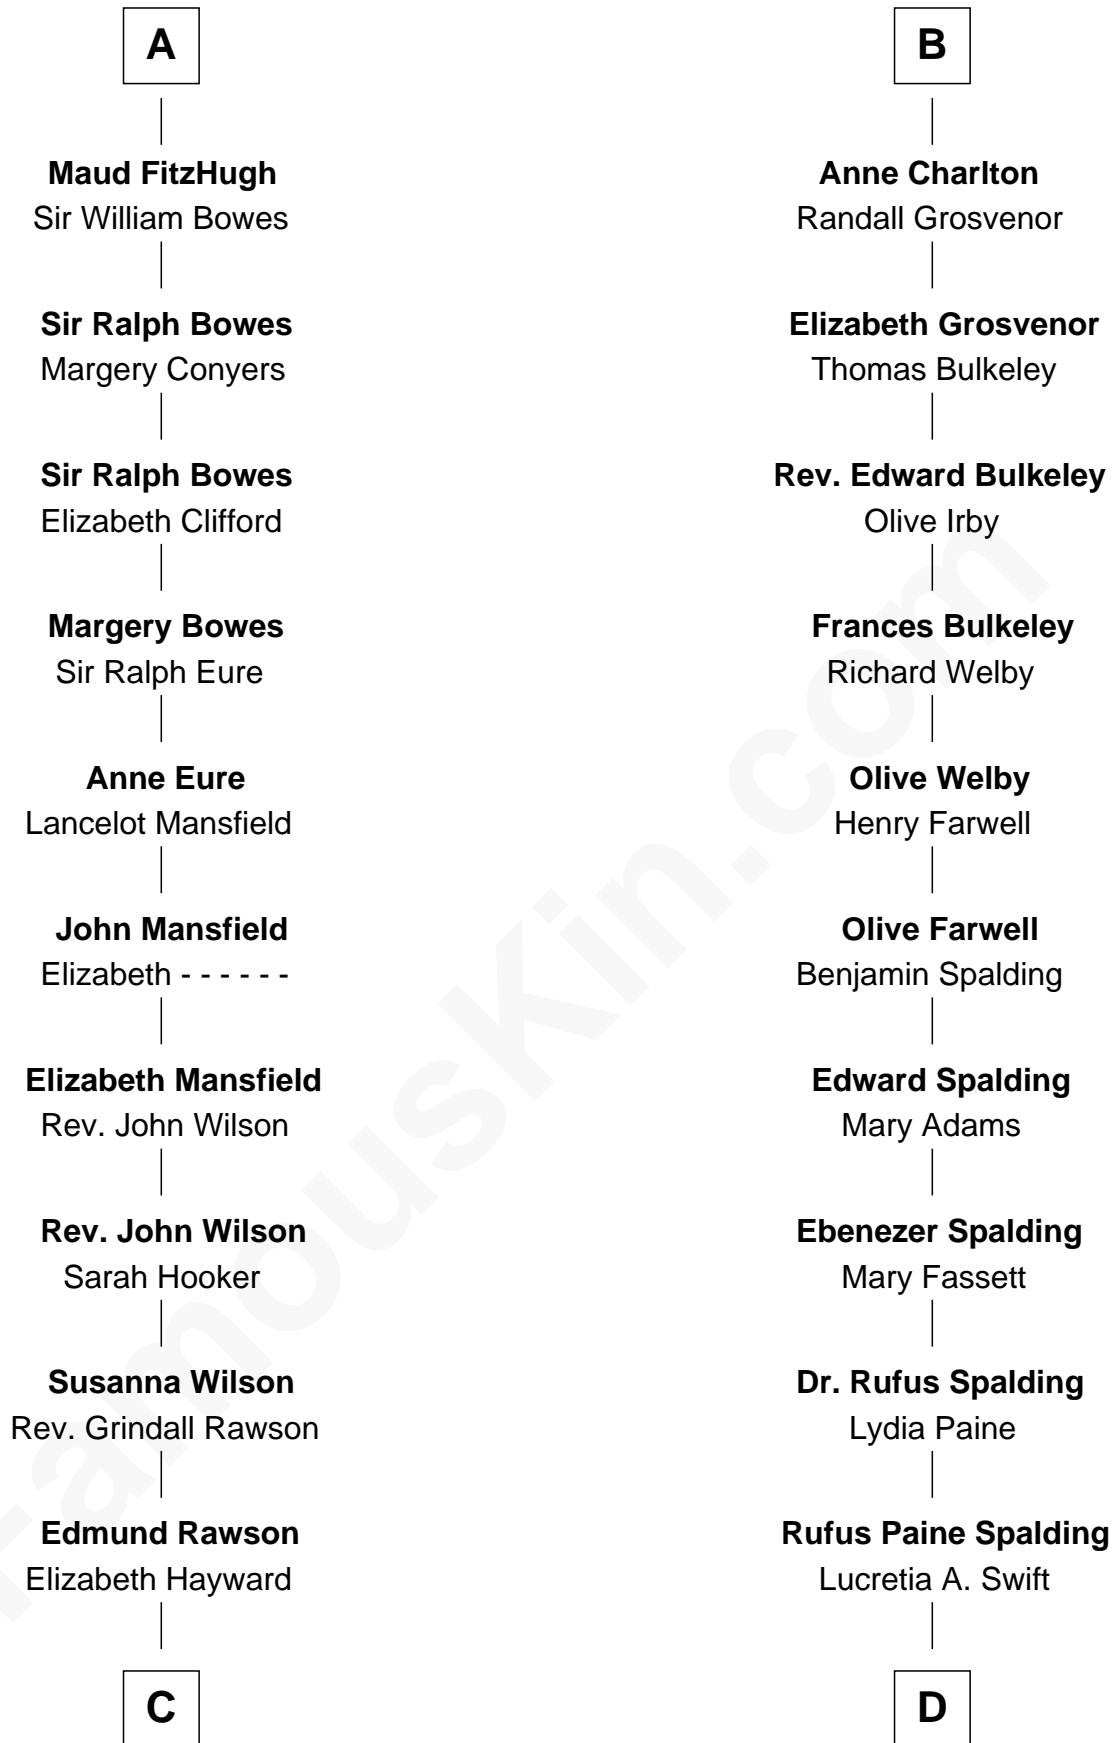 A
Maud FitzHugh
Sir William Bowes
Sir Ralph Bowes
Margery Conyers
Sir Ralph Bowes
Elizabeth Clifford
Margery Bowes
Sir Ralph Eure
Anne Eure
Lancelot Mansfield
John Mansfield
Elizabeth - - - - - -
Elizabeth Mansfield
Rev. John Wilson
Rev. John Wilson
Sarah Hooker
Susanna Wilson
Rev. Grindall Rawson
Edmund Rawson
Elizabeth Hayward
C
B
Anne Charlton
Randall Grosvenor
Elizabeth Grosvenor
Thomas Bulkeley
Rev. Edward Bulkeley
Olive Irby
Frances Bulkeley
Richard Welby
Olive Welby
Henry Farwell
Olive Farwell
Benjamin Spalding
Edward Spalding
Mary Adams
Ebenezer Spalding
Mary Fassett
Dr. Rufus Spalding
Lydia Paine
Rufus Paine Spalding
Lucretia A. Swift
D
FamousKin.com